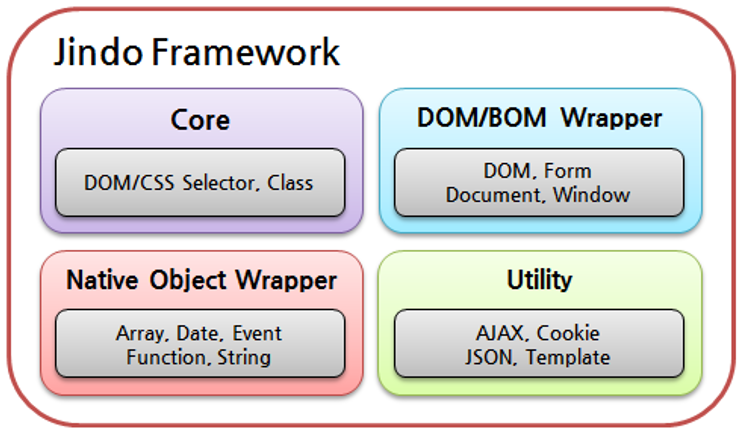 Jindo Framework
Core
DOM/CSS Selector, Class
DOM/BOM Wrapper
DOM, Form
Document, Window
Native Object Wrapper
Array, Date, Event
Function, String
Utility
AJAX, Cookie
JSON, Template